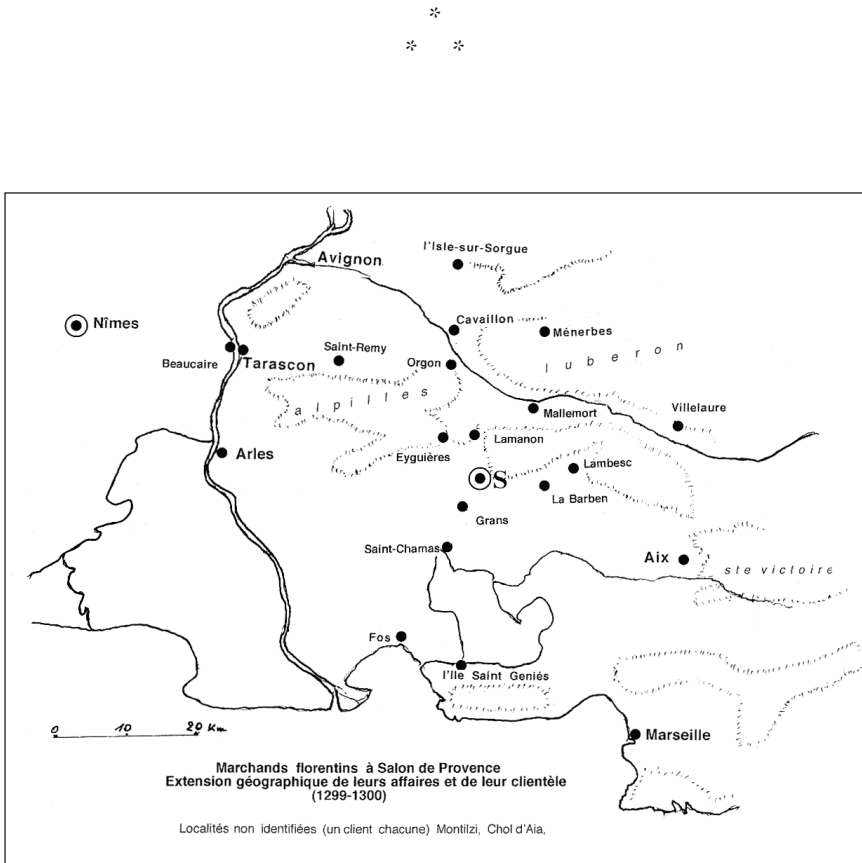 *
* *
Avignon
l'Isle-sur-Sorgue
Nîmes
Cavaillon
Ménerbes
Beaucaire
Tarascon
Saint-Remy
Orgon
luberon
alpilles
Mallemort
Villelaure
Arles
Eyguières
Lamanon
S
Lambesc
La Barben
Grans
Saint-Chamas
Aix
ste victoire
Fos
l'Ile Saint Geniés
Marseille
0 10 20 Km
Marchands florentins à Salon de Provence
Extension géographique de leurs affaires et de leur clientèle
(1299-1300)
Localités non identifiées (un client chacune) Montilzi, Chol d'Aia,